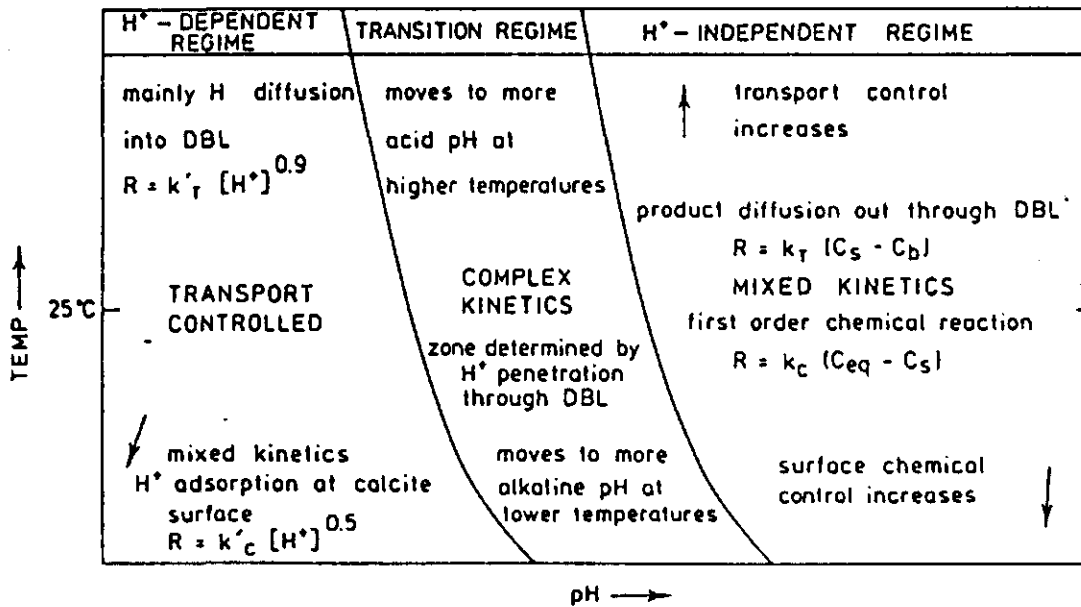 H⁺ - DEPENDENT
REGIME
TRANSITION REGIME
H⁺ - INDEPENDENT REGIME
mainly H diffusion
into DBL
R = k′T [H⁺]0.9
moves to more
acid pH at
higher temperatures
transport control
increases
product diffusion out through DBL
R = kT (Cs - Cb)
MIXED KINETICS
first order chemical reaction
R = kc (Ceq - Cs)
TEMP
25°C
TRANSPORT
CONTROLLED
COMPLEX
KINETICS
zone determined by
H⁺ penetration
through DBL
mixed kinetics
H⁺ adsorption at calcite
surface
R = k′c [H⁺]0.5
moves to more
alkaline pH at
lower temperatures
surface chemical
control increases
pH